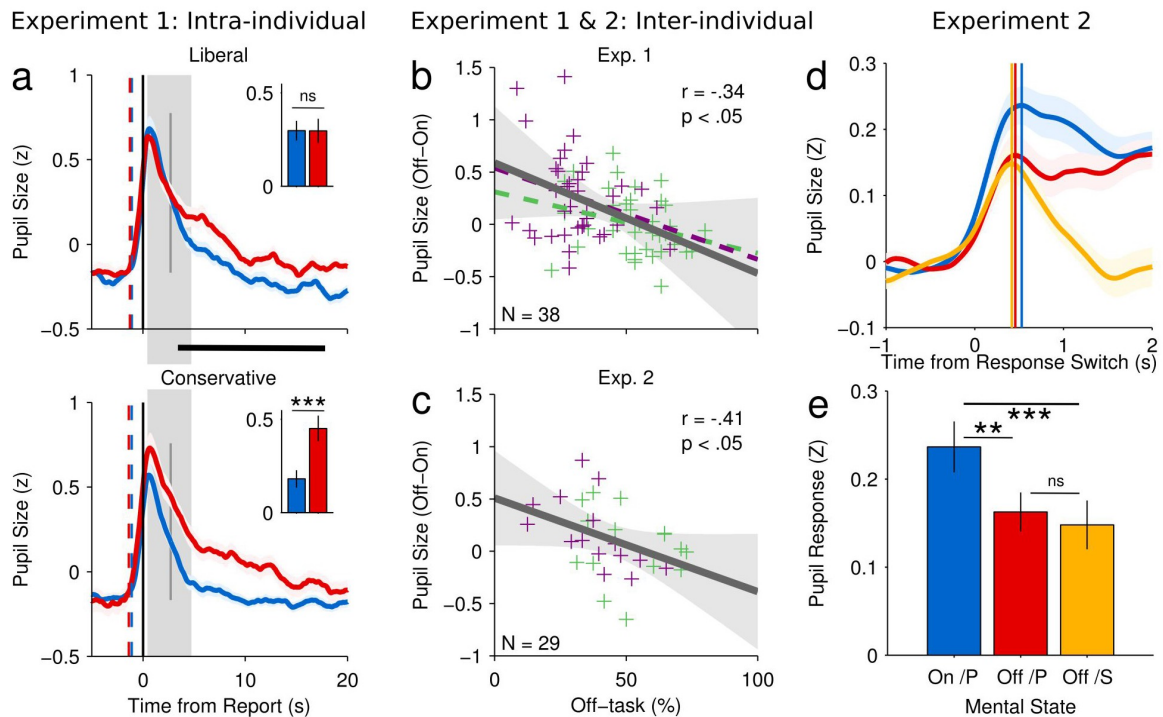 Experiment 1: Intra-individual
Experiment 1 & 2: Inter-individual
Experiment 2
a
Liberal
Pupil Size (z)
1
0.5
0
−0.5
0.5
0
ns
Conservative
Pupil Size (z)
1
0.5
0
−0.5
0.5
0
***
0
10
20
Time from Report (s)
b
Exp. 1
Pupil Size (Off−On)
1.5
1
0.5
0
−0.5
−1
r = -.34
p < .05
N = 38
c
Exp. 2
Pupil Size (Off−On)
1.5
1
0.5
0
−0.5
−1
r = -.41
p < .05
N = 29
0
50
100
Off−task (%)
d
Pupil Size (Z)
0.3
0.2
0.1
0
−0.1
−1
0
1
2
Time from Response Switch (s)
e
Pupil Response (Z)
0.3
0.2
0.1
0
***
**
ns
On /P
Off /P
Off /S
Mental State